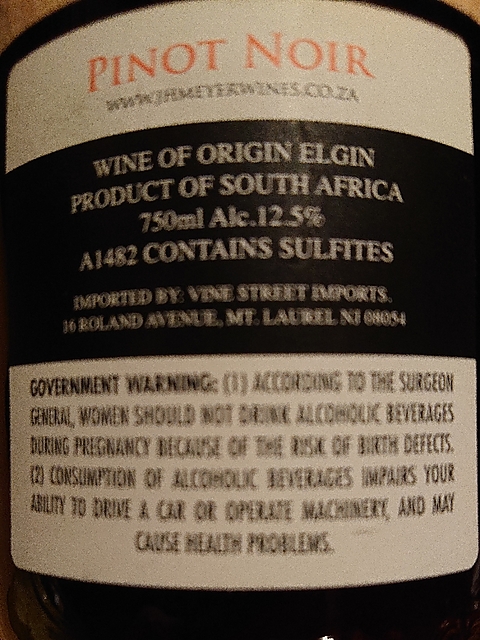 PINOT NOIR
WWW.JHMEYERWINES.CO.ZA
WINE OF ORIGIN ELGIN
PRODUCT OF SOUTH AFRICA
750ml Alc.12.5%
A1482 CONTAINS SULFITES
IMPORTED BY: VINE STREET IMPORTS.
16 ROLAND AVENUE, MT. LAUREL NJ 08054
GOVERNMENT WARNING: (1) ACCORDING TO THE SURGEON
GENERAL, WOMEN SHOULD NOT DRINK ALCOHOLIC BEVERAGES
DURING PREGNANCY BECAUSE OF THE RISK OF BIRTH DEFECTS.
(2) CONSUMPTION OF ALCOHOLIC BEVERAGES IMPAIRS YOUR
ABILITY TO DRIVE A CAR OR OPERATE MACHINERY, AND MAY
CAUSE HEALTH PROBLEMS.